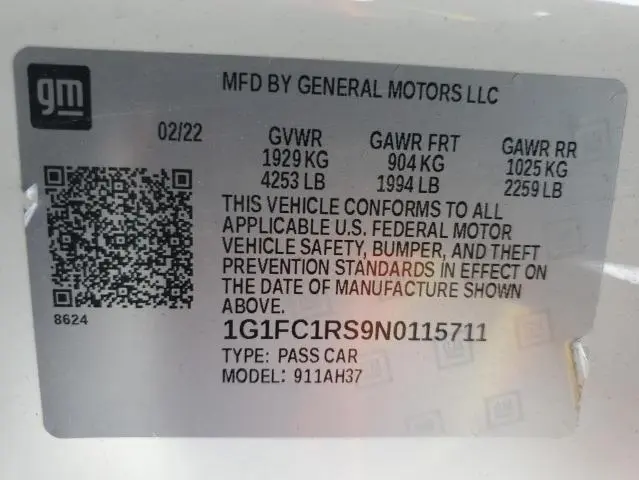 gm
MFD BY GENERAL MOTORS LLC
02/22 GVWR GAWR FRT GAWR RR
1929 KG 904 KG 1025 KG
4253 LB 1994 LB 2259 LB
THIS VEHICLE CONFORMS TO ALL
APPLICABLE U.S. FEDERAL MOTOR
VEHICLE SAFETY, BUMPER, AND THEFT
PREVENTION STANDARDS IN EFFECT ON
THE DATE OF MANUFACTURE SHOWN
ABOVE.
8624
1G1FC1RS9N0115711
TYPE: PASS CAR
MODEL: 911AH37